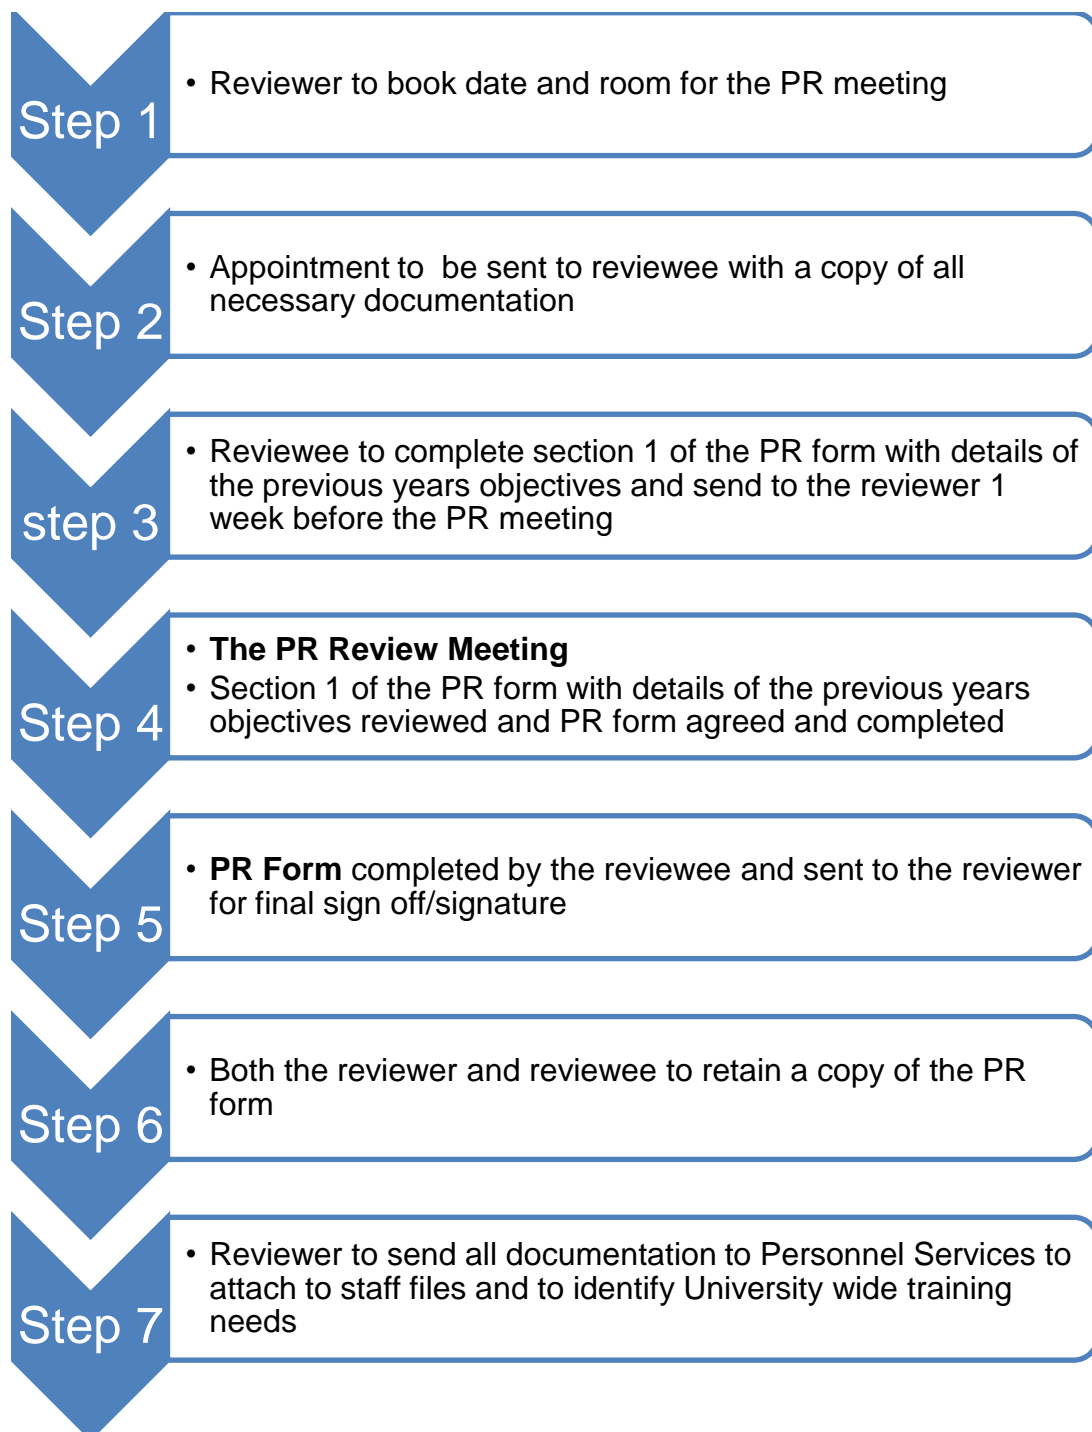 Step 1
• Reviewer to book date and room for the PR meeting
Step 2
• Appointment to  be sent to reviewee with a copy of all
necessary documentation
step 3
• Reviewee to complete section 1 of the PR form with details of
the previous years objectives and send to the reviewer 1
week before the PR meeting
Step 4
• The PR Review Meeting
• Section 1 of the PR form with details of the previous years
objectives reviewed and PR form agreed and completed
Step 5
• PR Form completed by the reviewee and sent to the reviewer
for final sign off/signature
Step 6
• Both the reviewer and reviewee to retain a copy of the PR
form
Step 7
• Reviewer to send all documentation to Personnel Services to
attach to staff files and to identify University wide training
needs